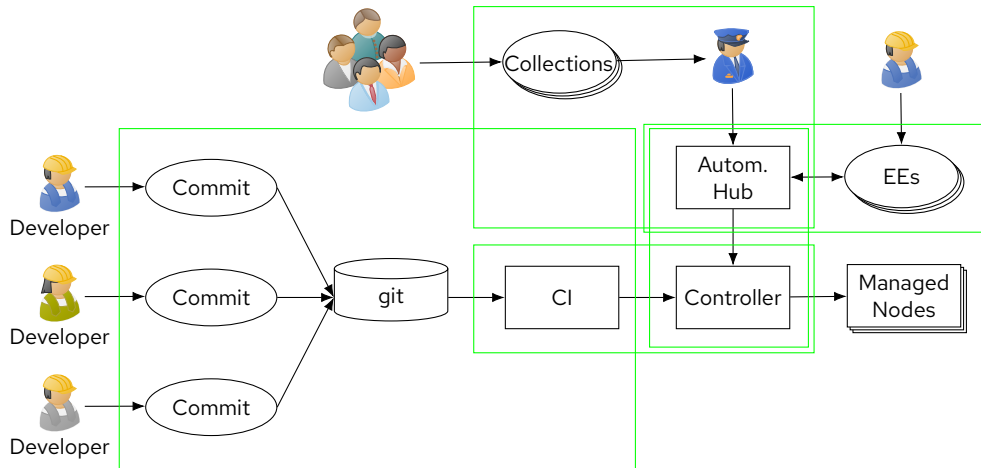 Collections
Commit
Developer
Autom.
Hub
EEs
Commit
Developer
git
CI
Controller
Managed
Nodes
Commit
Developer